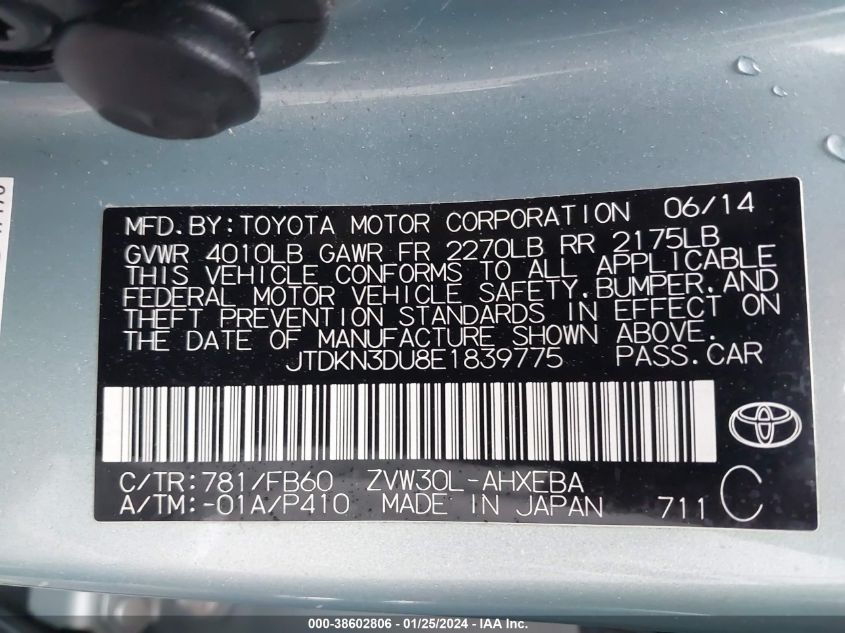 MFD.BY:TOYOTA MOTOR CORPORATION 06/14
GVWR 4010LB GAWR FR 2270LB RR 2175LB
THIS VEHICLE CONFORMS TO ALL APPLICABLE
FEDERAL MOTOR VEHICLE SAFETY,BUMPER,AND
THEFT PREVENTION STANDARDS IN EFFECT ON
THE DATE OF MANUFACTURE SHOWN ABOVE.
JTDKN3DU8E1839775 PASS.CAR
C/TR:781/FB60 ZVW30L-AHXEBA
A/TM:-01A/P410 MADE IN JAPAN 711 C
000-38602806 - 01/25/2024 - IAA, Inc.